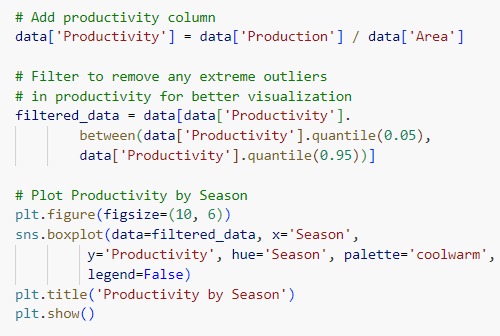 # Add productivity column
data['Productivity'] = data['Production'] / data['Area']
# Filter to remove any extreme outliers
# in productivity for better visualization
filtered_data = data[data['Productivity'].
between(data['Productivity'].quantile(0.05),
data['Productivity'].quantile(0.95))]
# Plot Productivity by Season
plt.figure(figsize=(10, 6))
sns.boxplot(data=filtered_data, x='Season',
y='Productivity', hue='Season', palette='coolwarm',
legend=False)
plt.title('Productivity by Season')
plt.show()